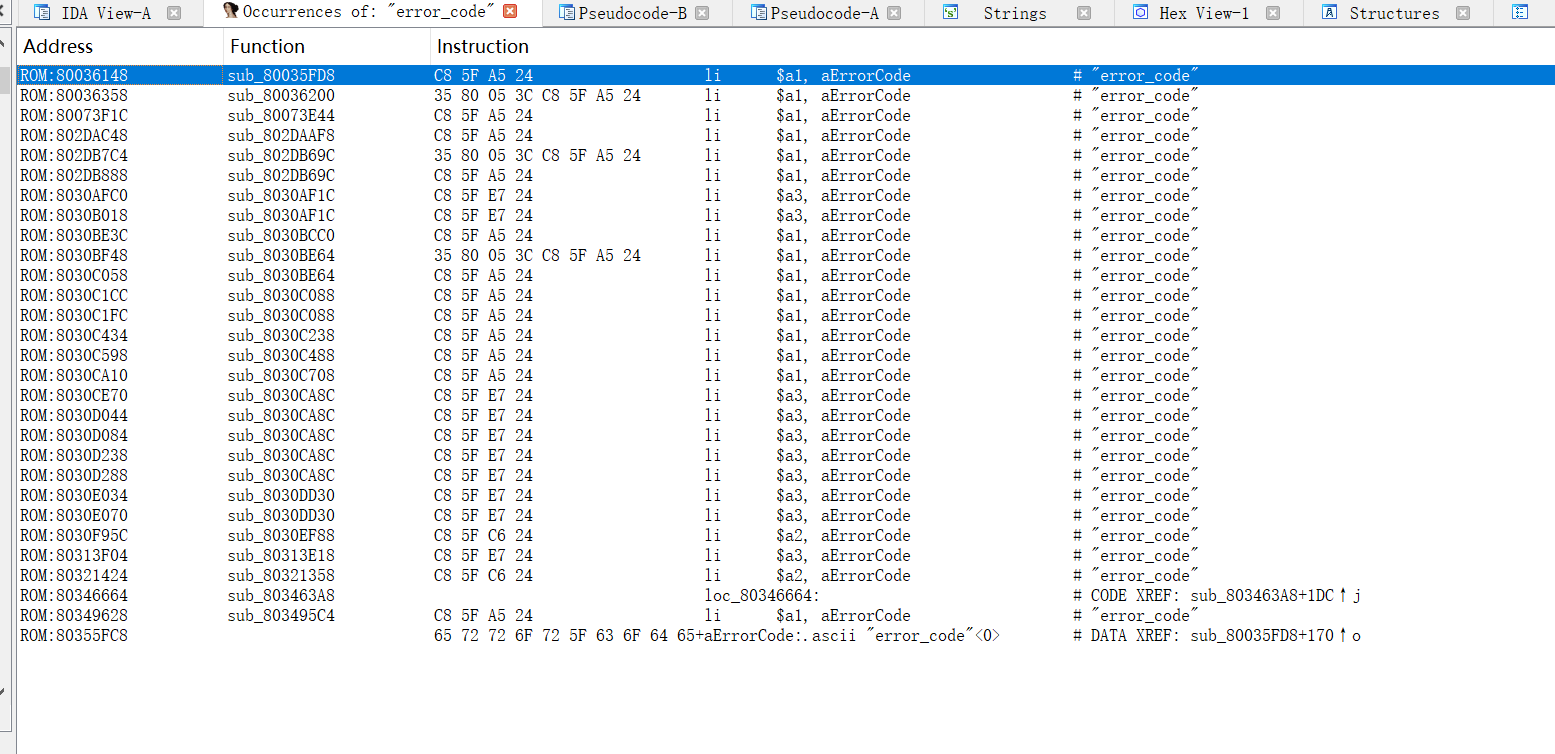 IDA View-A Occurrences of: "error_code" Pseudocode-B Pseudocode-A Strings Hex View-1 Structures
Address Function Instruction
ROM:80036148 sub_80035FD8 C8 5F A5 24 li $a1, aErrorCode # "error_code"
ROM:80036358 sub_80036200 35 80 05 3C C8 5F A5 24 li $a1, aErrorCode # "error_code"
ROM:80073F1C sub_80073E44 C8 5F A5 24 li $a1, aErrorCode # "error_code"
ROM:802DAC48 sub_802DAAF8 C8 5F A5 24 li $a1, aErrorCode # "error_code"
ROM:802DB7C4 sub_802DB69C 35 80 05 3C C8 5F A5 24 li $a1, aErrorCode # "error_code"
ROM:802DB888 sub_802DB69C C8 5F A5 24 li $a1, aErrorCode # "error_code"
ROM:8030AFC0 sub_8030AF1C C8 5F E7 24 li $a3, aErrorCode # "error_code"
ROM:8030B018 sub_8030AF1C C8 5F E7 24 li $a3, aErrorCode # "error_code"
ROM:8030BE3C sub_8030BCC0 C8 5F A5 24 li $a1, aErrorCode # "error_code"
ROM:8030BF48 sub_8030BE64 35 80 05 3C C8 5F A5 24 li $a1, aErrorCode # "error_code"
ROM:8030C058 sub_8030BE64 C8 5F A5 24 li $a1, aErrorCode # "error_code"
ROM:8030C1CC sub_8030C088 C8 5F A5 24 li $a1, aErrorCode # "error_code"
ROM:8030C1FC sub_8030C088 C8 5F A5 24 li $a1, aErrorCode # "error_code"
ROM:8030C434 sub_8030C238 C8 5F A5 24 li $a1, aErrorCode # "error_code"
ROM:8030C598 sub_8030C488 C8 5F A5 24 li $a1, aErrorCode # "error_code"
ROM:8030CA10 sub_8030C708 C8 5F A5 24 li $a1, aErrorCode # "error_code"
ROM:8030CE70 sub_8030CA8C C8 5F E7 24 li $a3, aErrorCode # "error_code"
ROM:8030D044 sub_8030CA8C C8 5F E7 24 li $a3, aErrorCode # "error_code"
ROM:8030D084 sub_8030CA8C C8 5F E7 24 li $a3, aErrorCode # "error_code"
ROM:8030D238 sub_8030CA8C C8 5F E7 24 li $a3, aErrorCode # "error_code"
ROM:8030D288 sub_8030CA8C C8 5F E7 24 li $a3, aErrorCode # "error_code"
ROM:8030E034 sub_8030DD30 C8 5F E7 24 li $a3, aErrorCode # "error_code"
ROM:8030E070 sub_8030DD30 C8 5F E7 24 li $a3, aErrorCode # "error_code"
ROM:8030F95C sub_8030EF88 C8 5F C6 24 li $a2, aErrorCode # "error_code"
ROM:80313F04 sub_80313E18 C8 5F E7 24 li $a3, aErrorCode # "error_code"
ROM:80321424 sub_80321358 C8 5F C6 24 li $a2, aErrorCode # "error_code"
ROM:80346664 sub_803463A8 loc_80346664: # CODE XREF: sub_803463A8+1DC↑j
ROM:80349628 sub_803495C4 C8 5F A5 24 li $a1, aErrorCode # "error_code"
ROM:80355FC8 65 72 72 6F 72 5F 63 6F 64 65+aErrorCode:.ascii "error_code"<0> # DATA XREF: sub_80035FD8+170↑o